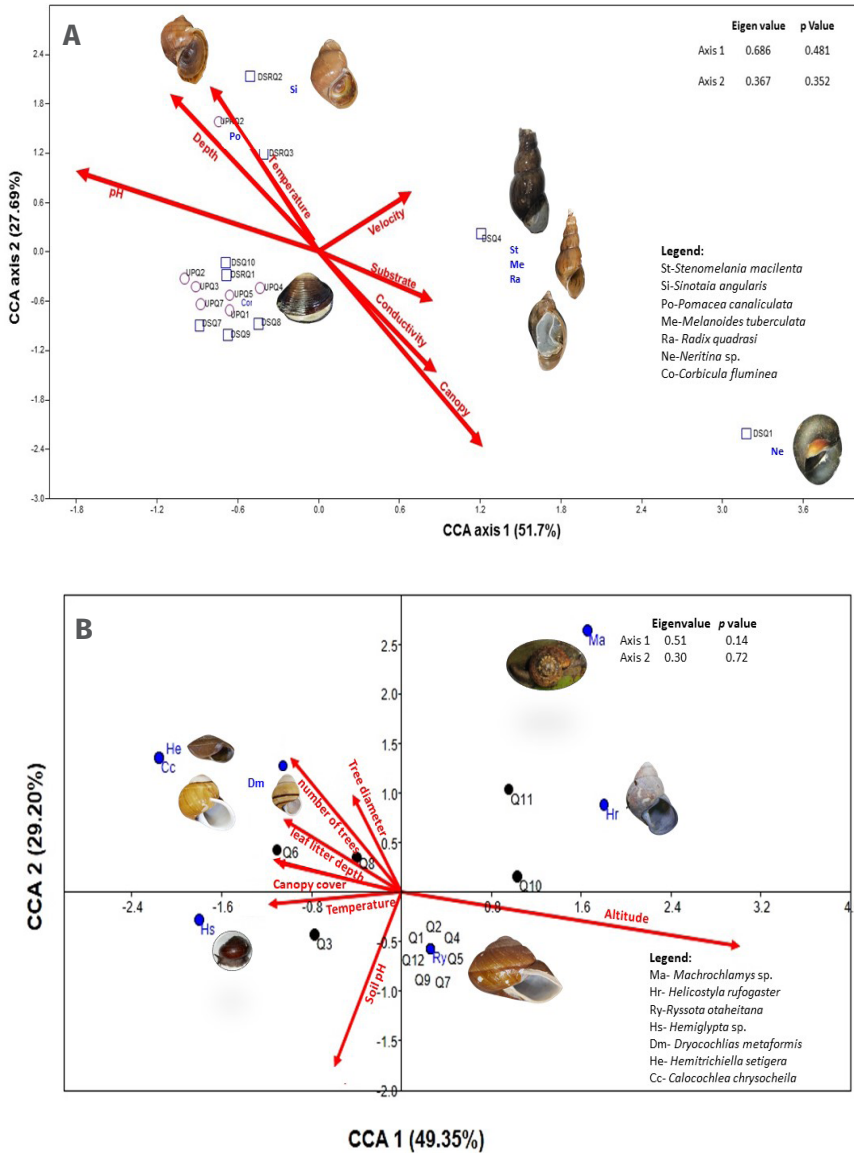 A
Eigen value p Value
Axis 1 0.686 0.481
Axis 2 0.367 0.352
CCA axis 2 (27.69%)
2.4
1.8
1.2
0.6
0.0
-0.6
-1.2
-1.8
-2.4
-3.0
DSRQ2
Si
UPRQ2
Po
DSRQ3
Depth
Temperature
pH
Velocity
Substrate
Conductivity
Canopy
DSQ4
St
Me
Ra
DSQ10
UPQ2
DSRQ1
UPQ3
UPQ4
UPQ5
UPQ7
UPQ1
DSQ7
DSQ8
DSQ9
DSQ1
Ne
Legend:
St-Stenomelania macilenta
Si-Sinotaia angularis
Po-Pomacea canaliculata
Me-Melanoides tuberculata
Ra- Radix quadrasi
Ne-Neritina sp.
Co-Corbicula fluminea
-1.8 -1.2 -0.6 0.0 0.6 1.2 1.8 2.4 3.0 3.6
CCA axis 1 (51.7%)
B
Eigenvalue p value
Axis 1 0.51 0.14
Axis 2 0.30 0.72
CCA 2 (29.20%)
2.5
2.0
1.5
1.0
0.5
-0.5
-1.0
-1.5
-2.0
-2.4 -1.6 -0.8 0.8 1.6 2.4 3.2 4.
Ma
He
Cc
Dm
number of trees
Tree diameter
leaf litter depth
Canopy cover
Temperature
Soil pH
Altitude
Q11
Hr
Q6
Q8
Q10
Hs
Q3
Q2
Q1 Q4
Q12 Ry Q5
Q9 Q7
Legend:
Ma- Machrochlamys sp.
Hr- Helicostyla rufogaster
Ry-Ryssota otaheitana
Hs- Hemiglypta sp.
Dm- Dryocochlias metaformis
He- Hemitrichiella setigera
Cc- Calocochlea chrysocheila
CCA 1 (49.35%)